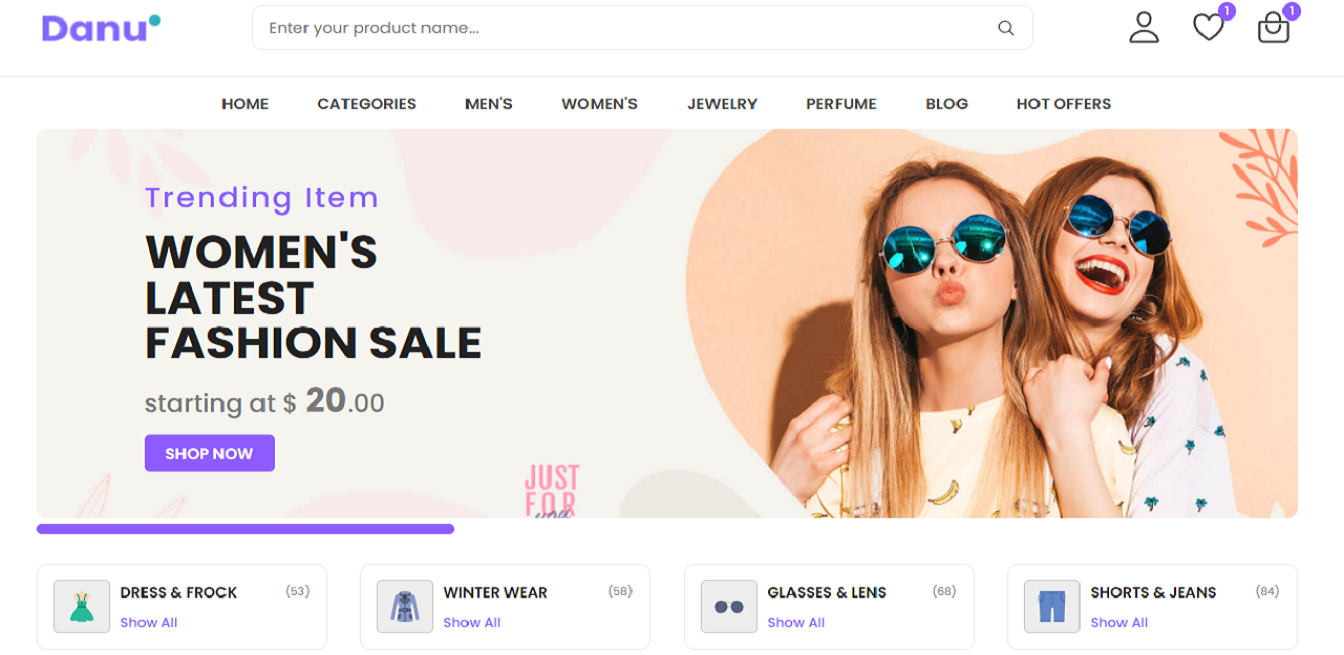 Danu
Enter your product name...
1
1
HOME CATEGORIES MEN'S WOMEN'S JEWELRY PERFUME BLOG HOT OFFERS
Trending Item
WOMEN'S
LATEST
FASHION SALE
starting at $ 20.00
SHOP NOW
JUST
FOR
you
DRESS & FROCK (53)
Show All
WINTER WEAR (58)
Show All
GLASSES & LENS (68)
Show All
SHORTS & JEANS (84)
Show All